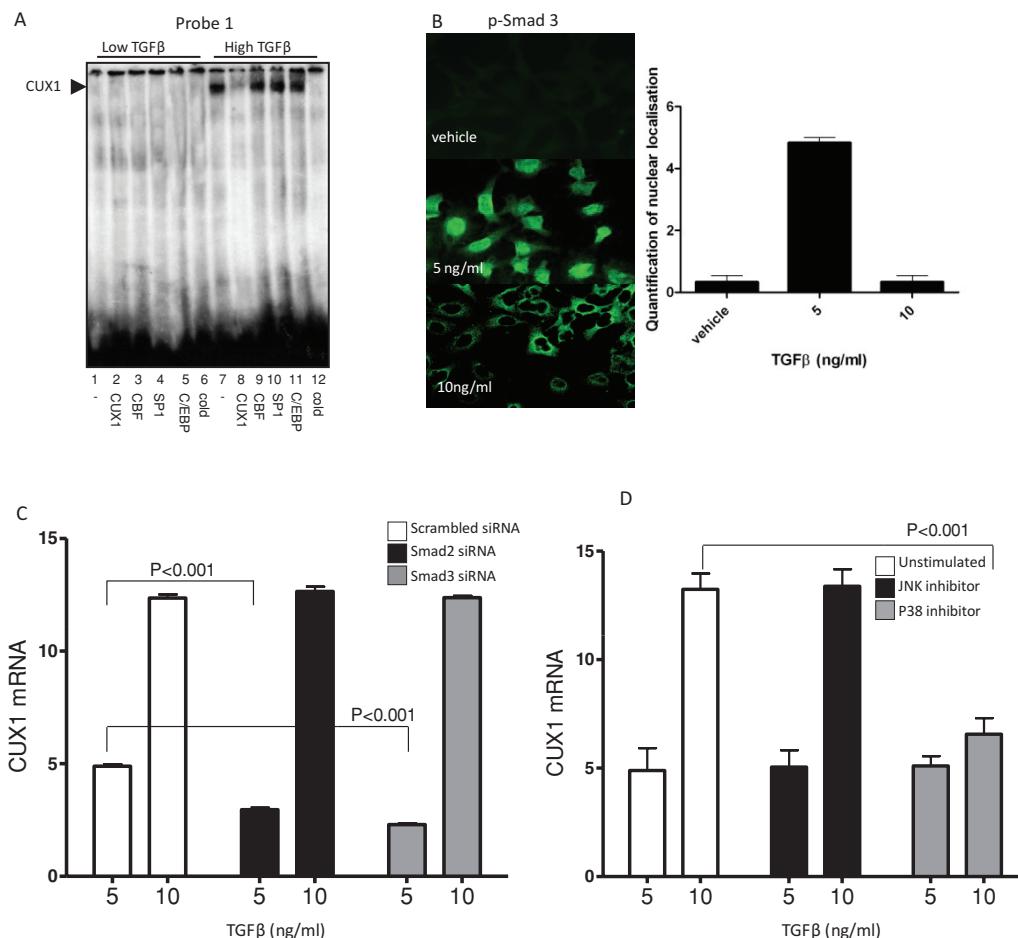 A
Probe 1
Low TGFβ
High TGFβ
CUX1
1 2 3 4 5 6 7 8 9 10 11 12
- CUX1 CBF SP1 C/EBP cold - CUX1 CBF SP1 C/EBP cold
B
p-Smad 3
vehicle
5 ng/ml
10ng/ml
Quantification of nuclear localisation
6
4
2
0
vehicle 5 10
TGFβ (ng/ml)
C
Scrambled siRNA
Smad2 siRNA
Smad3 siRNA
P<0.001
P<0.001
CUX1 mRNA
15
10
5
0
5 10 5 10 5 10
TGFβ (ng/ml)
D
P<0.001
Unstimulated
JNK inhibitor
P38 inhibitor
CUX1 mRNA
15
10
5
0
5 10 5 10 5 10
TGFβ (ng/ml)